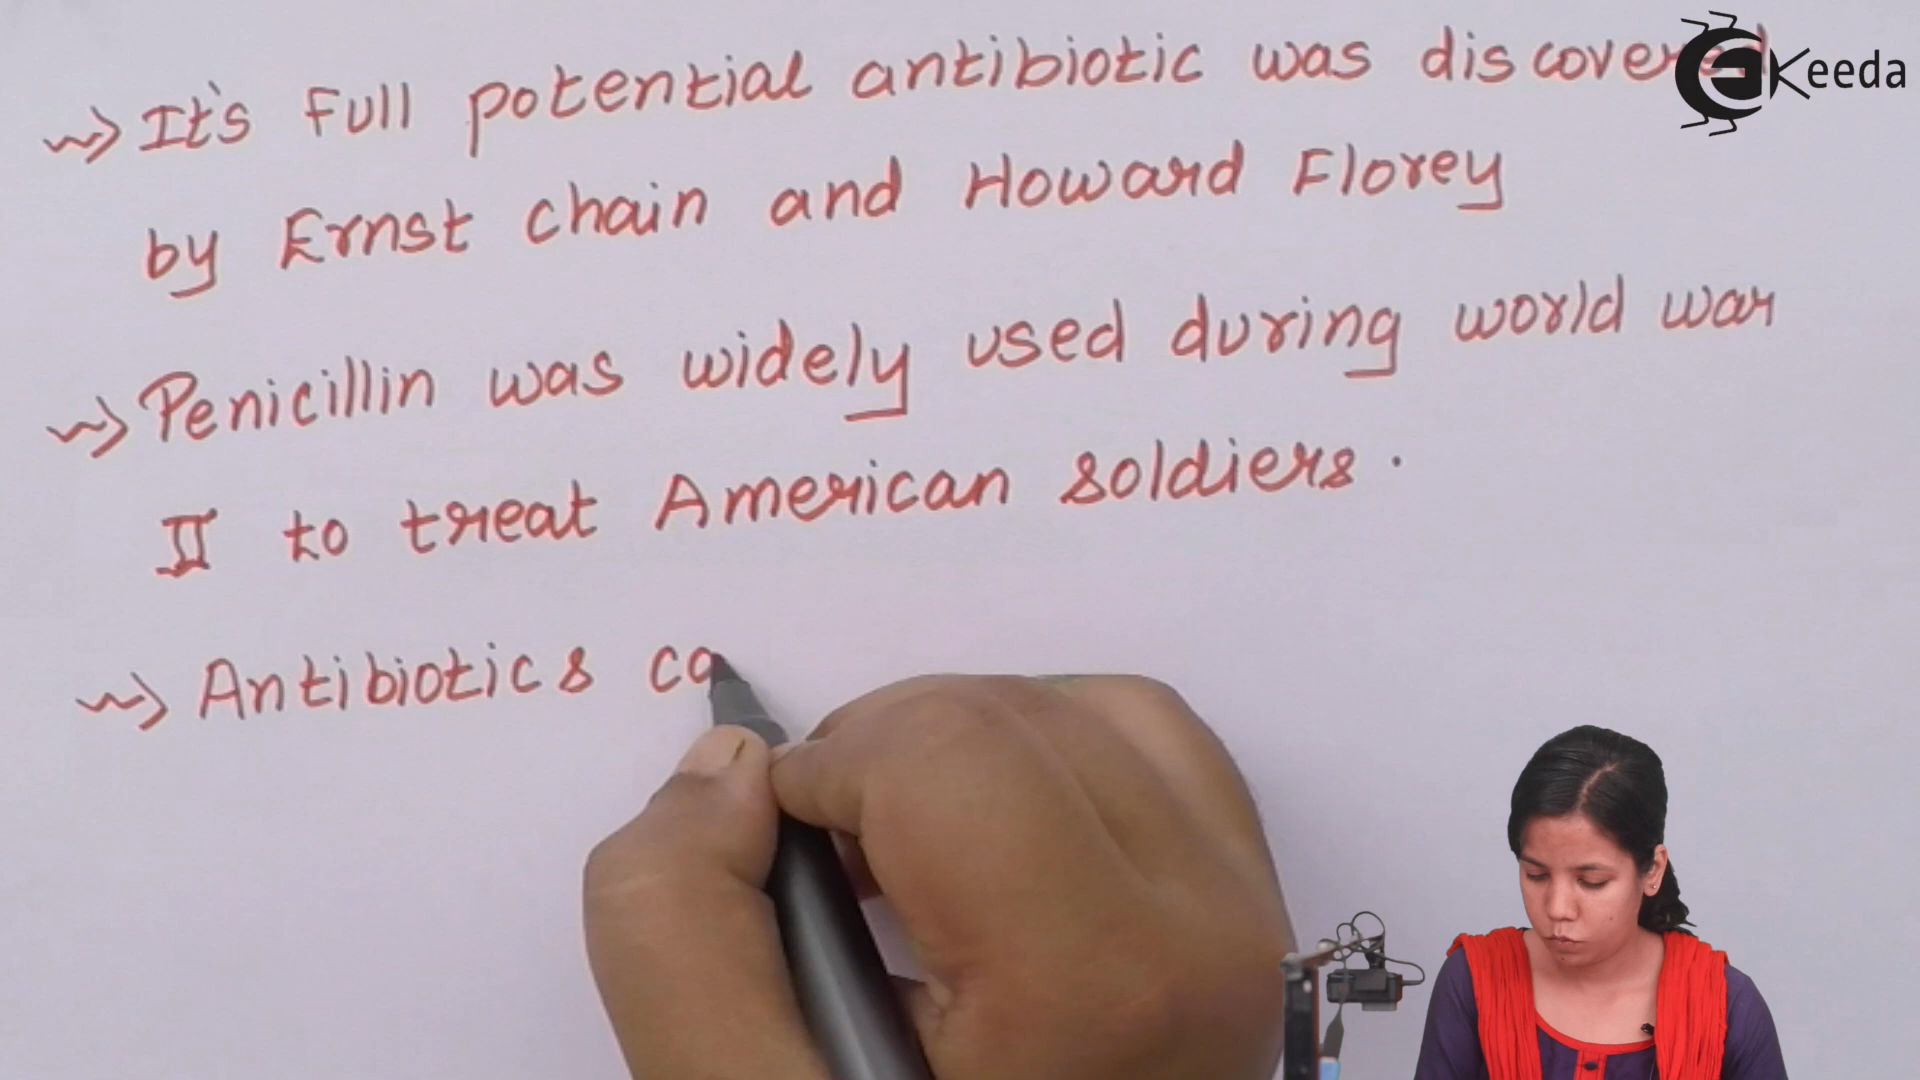 It's Full potential antibiotic was discovered
by Ernst chain and Howard Florey
Penicillin was widely used during world war
II to treat American soldiers.
Antibiotics ca
eKeeda